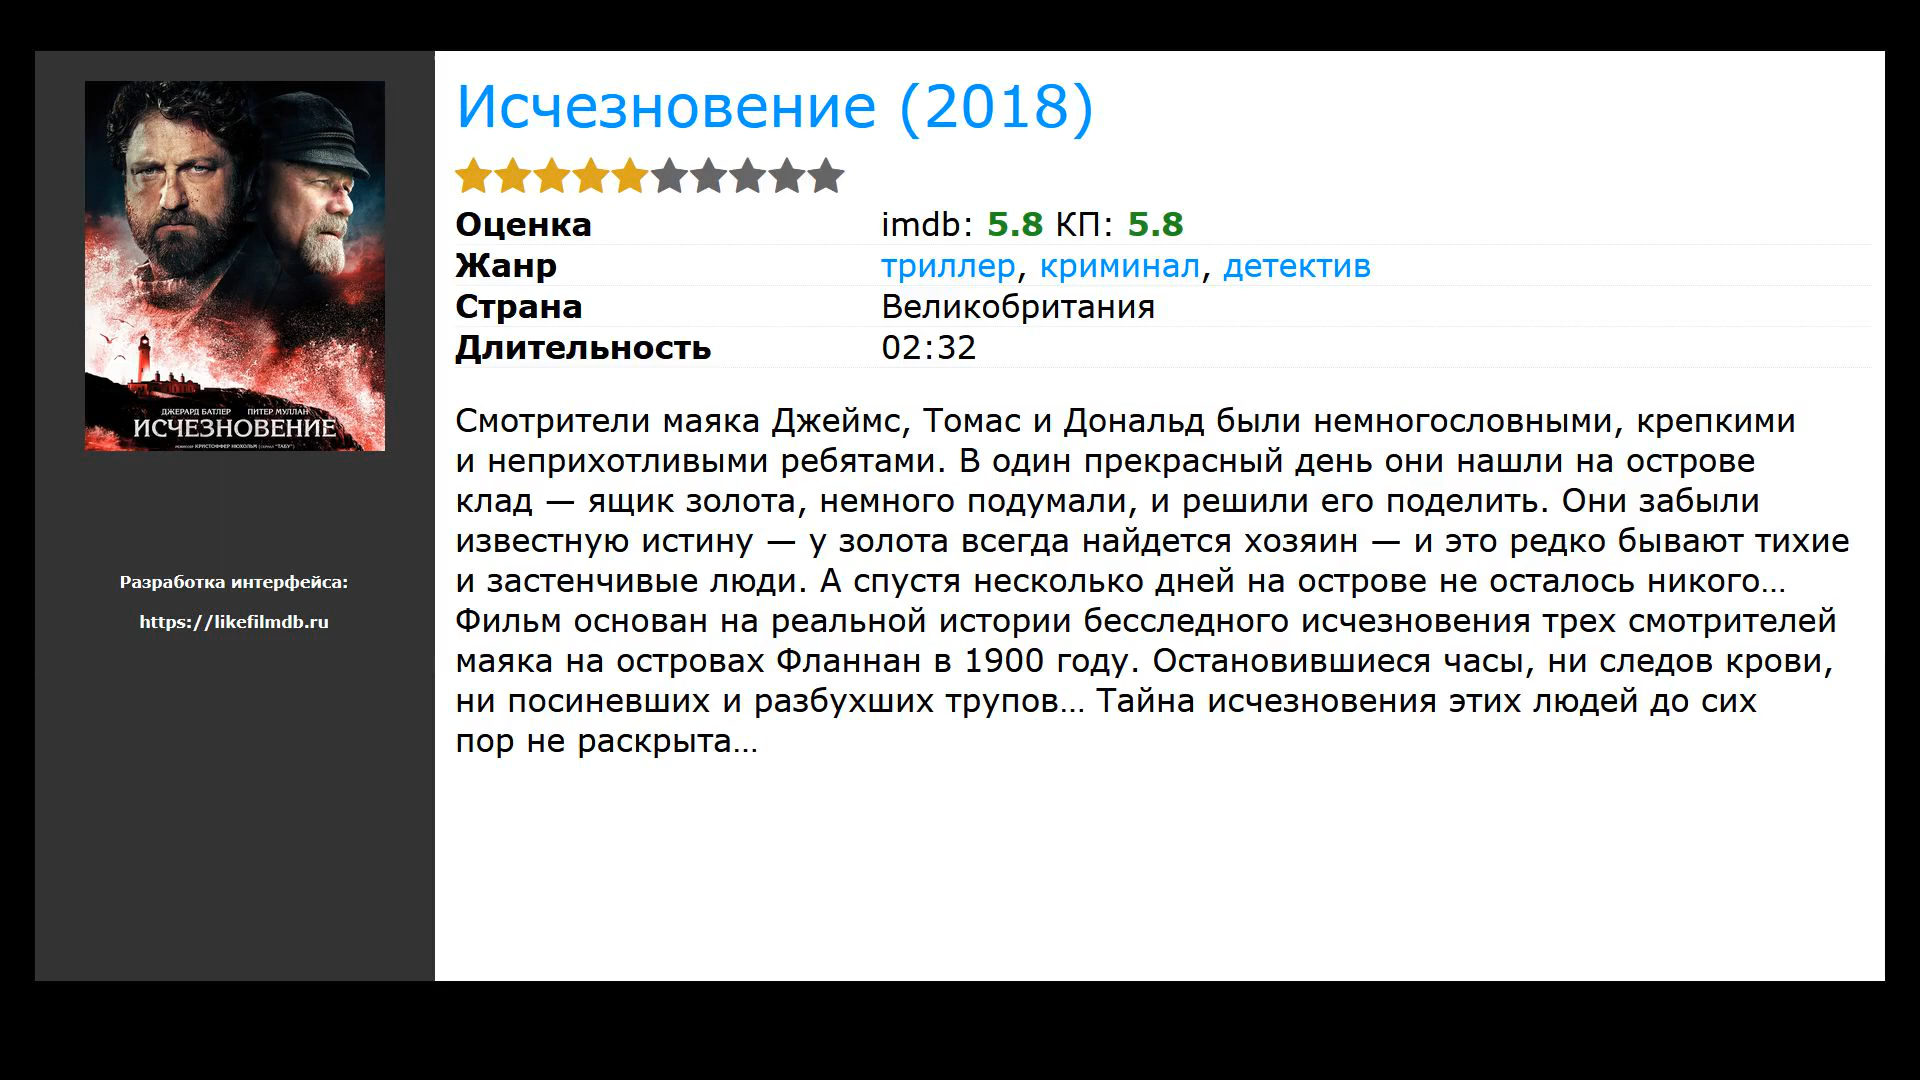 ДЖЕРАРД БАТЛЕР ПИТЕР МУЛЛАН
ИСЧЕЗНОВЕНИЕ
РЕЖИССЕР КРИСТОФФЕР НЮХОЛЬМ (СЕРИАЛ "ТАБУ")
Разработка интерфейса:
https://likefilmdb.ru
Исчезновение (2018)
Оценка imdb: 5.8 КП: 5.8
Жанр триллер, криминал, детектив
Страна Великобритания
Длительность 02:32
Смотрители маяка Джеймс, Томас и Дональд были немногословными, крепкими
и неприхотливыми ребятами. В один прекрасный день они нашли на острове
клад — ящик золота, немного подумали, и решили его поделить. Они забыли
известную истину — у золота всегда найдется хозяин — и это редко бывают тихие
и застенчивые люди. А спустя несколько дней на острове не осталось никого…
Фильм основан на реальной истории бесследного исчезновения трех смотрителей
маяка на островах Фланнан в 1900 году. Остановившиеся часы, ни следов крови,
ни посиневших и разбухших трупов… Тайна исчезновения этих людей до сих
пор не раскрыта…